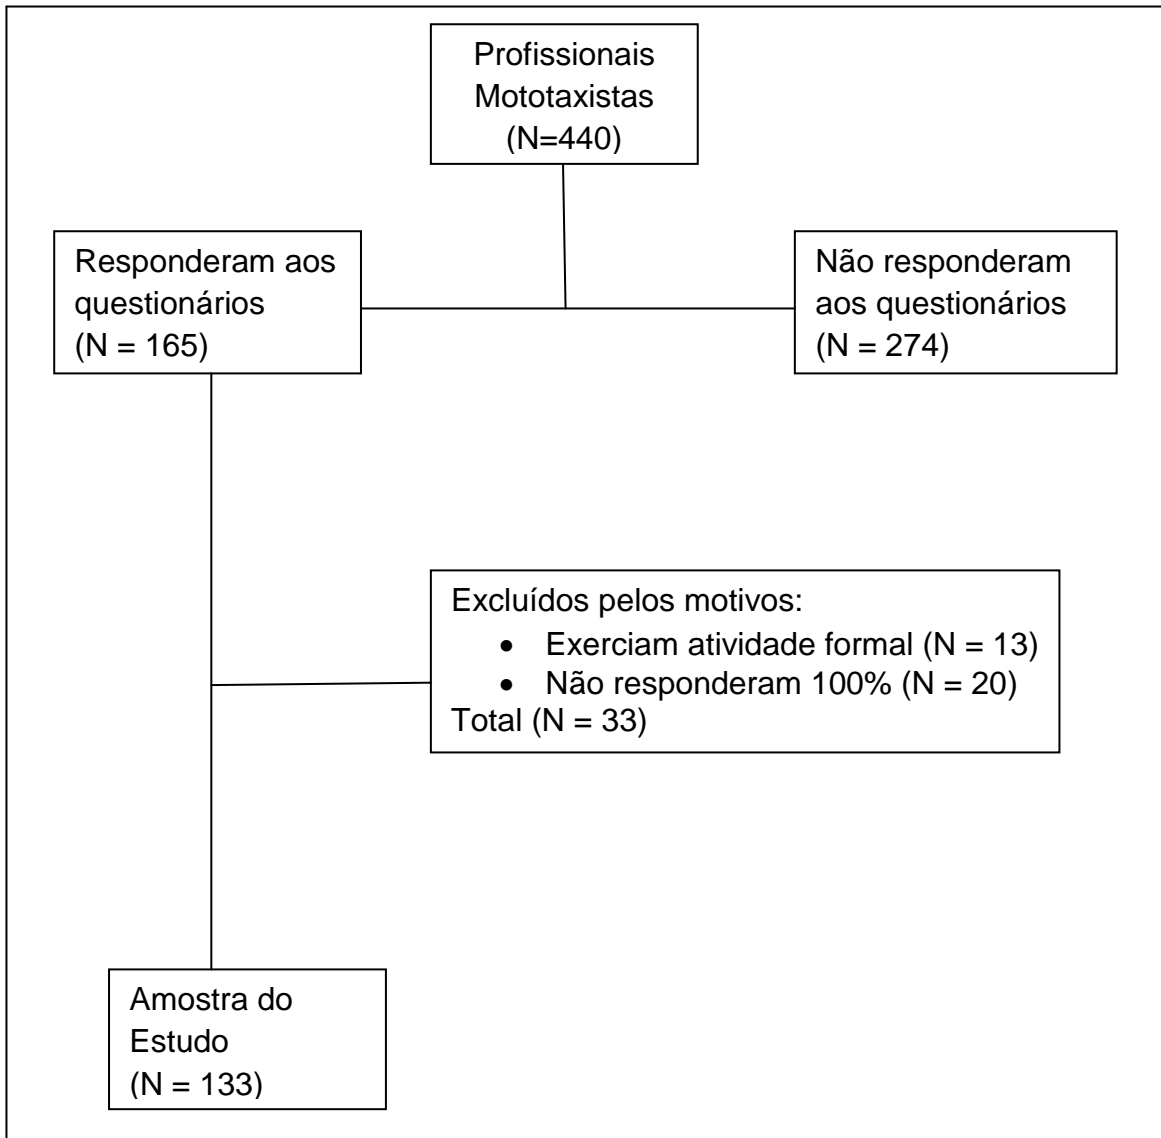 Profissionais
Mototaxistas
(N=440)
Responderam aos
questionários
(N = 165)
Não responderam
aos questionários
(N = 274)
Excluídos pelos motivos:
• Exerciam atividade formal (N = 13)
• Não responderam 100% (N = 20)
Total (N = 33)
Amostra do
Estudo
(N = 133)